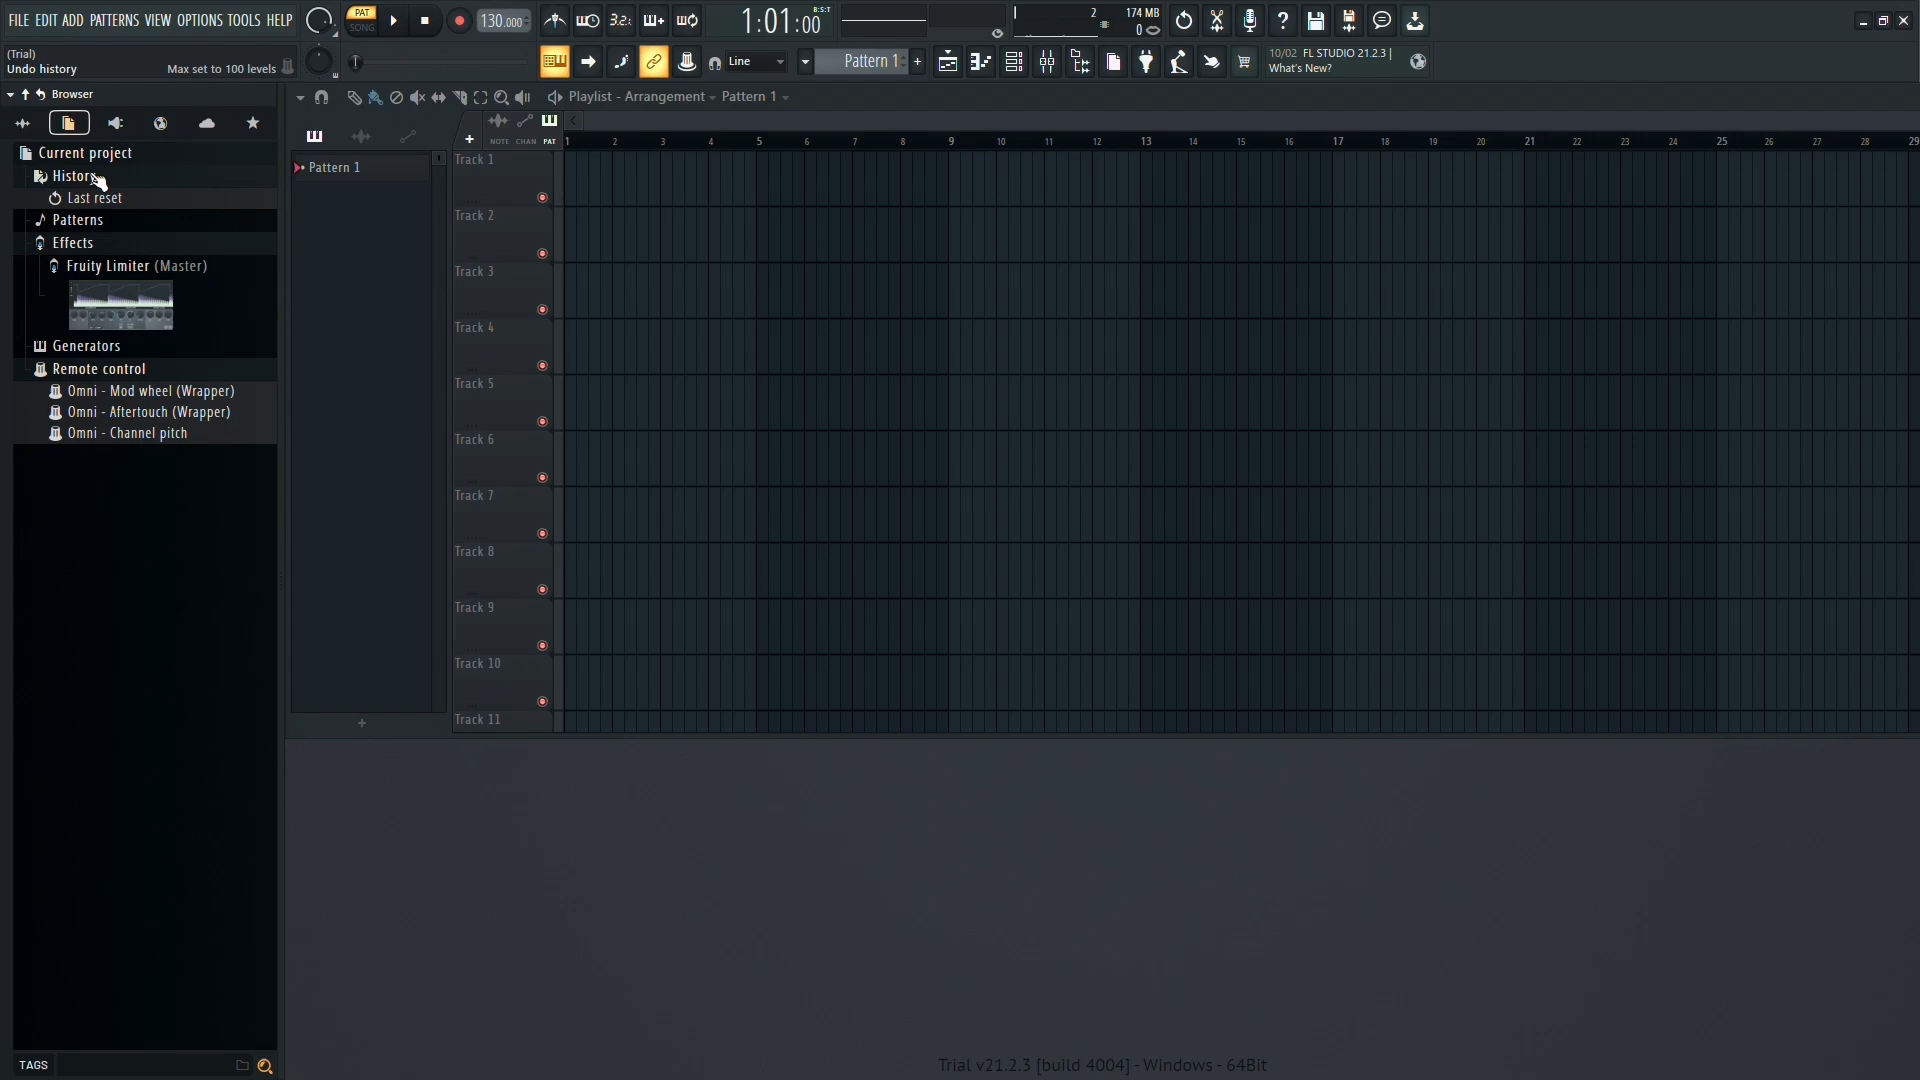 FILE EDIT ADD PATTERNS VIEW OPTIONS TOOLS HELP
PAT
SONG
130.000
3.2.
1:01:00
B:S:T
2
174 MB
0
(Trial)
Undo history
Max set to 100 levels
Line
Pattern 1
+
10/02 FL STUDIO 21.2.3 |
What's New?
Browser
Playlist - Arrangement
Pattern 1
Current project
History
Last reset
Patterns
Effects
Fruity Limiter (Master)
Generators
Remote control
Omni - Mod wheel (Wrapper)
Omni - Aftertouch (Wrapper)
Omni - Channel pitch
Pattern 1
+
+
NOTE CHAN PAT
1 2 3 4 5 6 7 8 9 10 11 12 13 14 15 16 17 18 19 20 21 22 23 24 25 26 27 28 29
Track 1
Track 2
Track 3
Track 4
Track 5
Track 6
Track 7
Track 8
Track 9
Track 10
Track 11
TAGS
Trial v21.2.3 [build 4004] - Windows - 64Bit